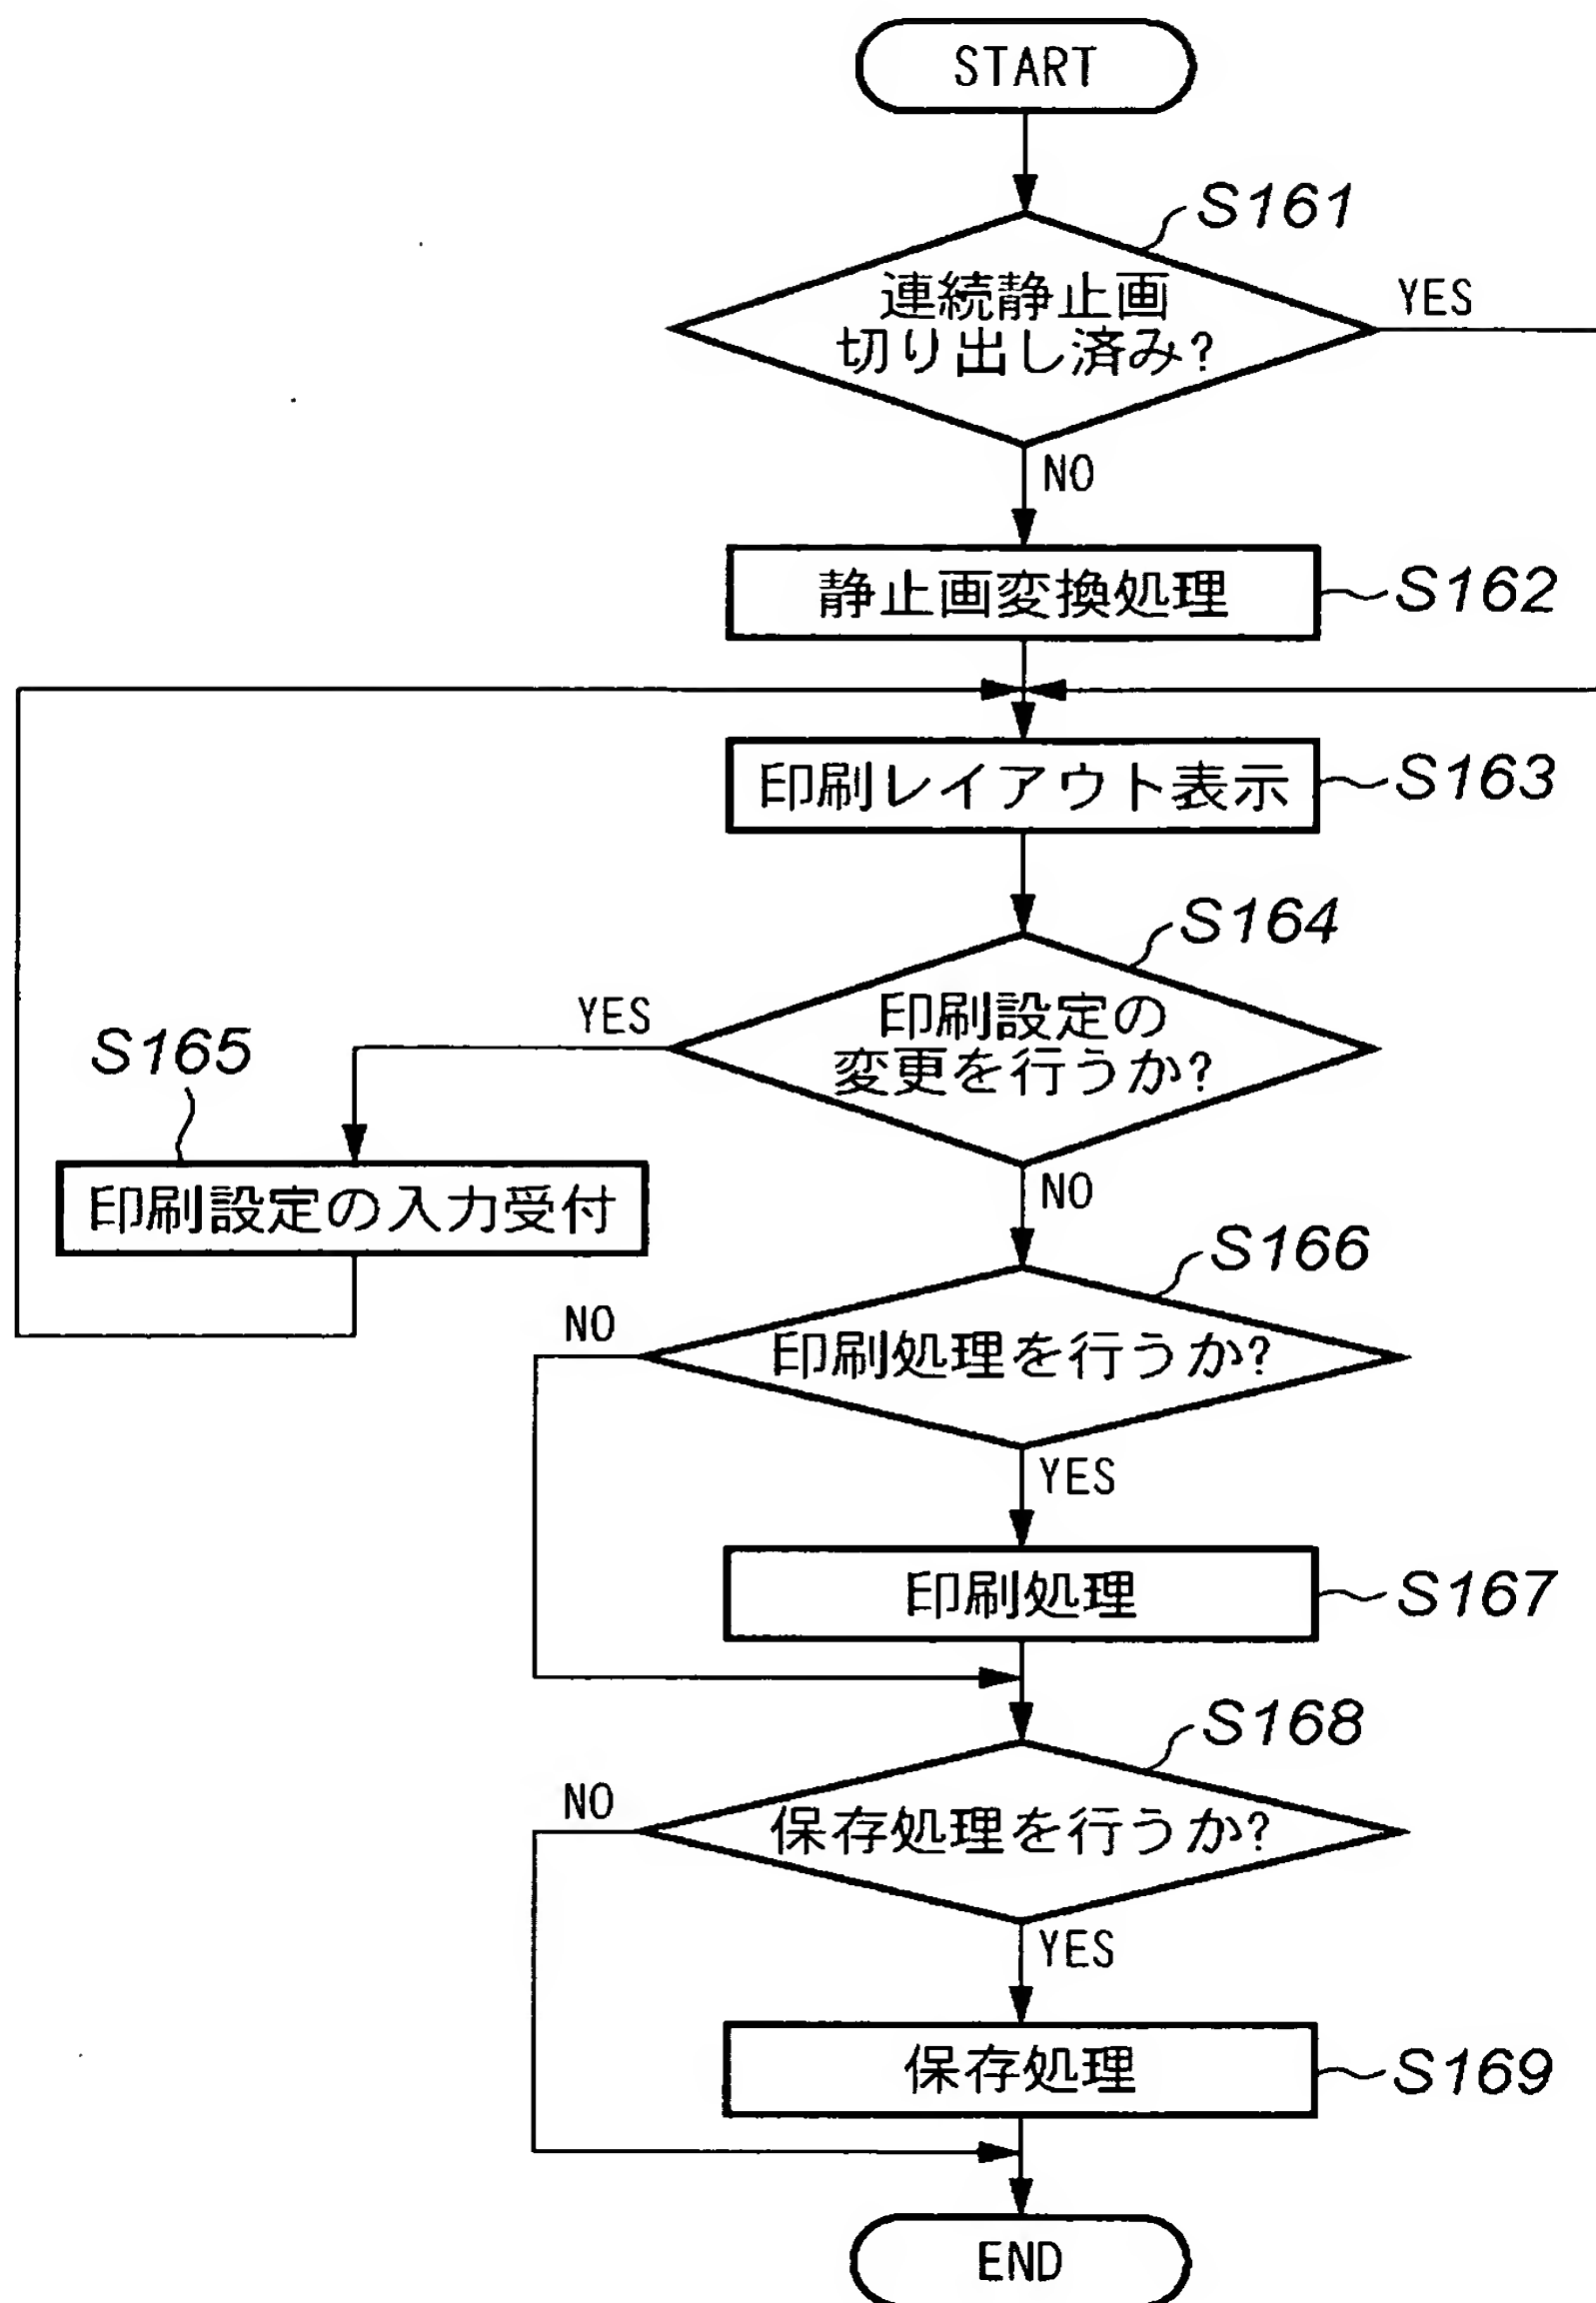 START
S161
連続静止画
切り出し済み?
YES
NO
静止画変換処理
S162
印刷レイアウト表示
S163
S164
印刷設定の
変更を行うか?
YES
S165
NO
印刷設定の入力受付
S166
印刷処理を行うか?
NO
YES
印刷処理
S167
S168
保存処理を行うか?
NO
YES
保存処理
S169
END